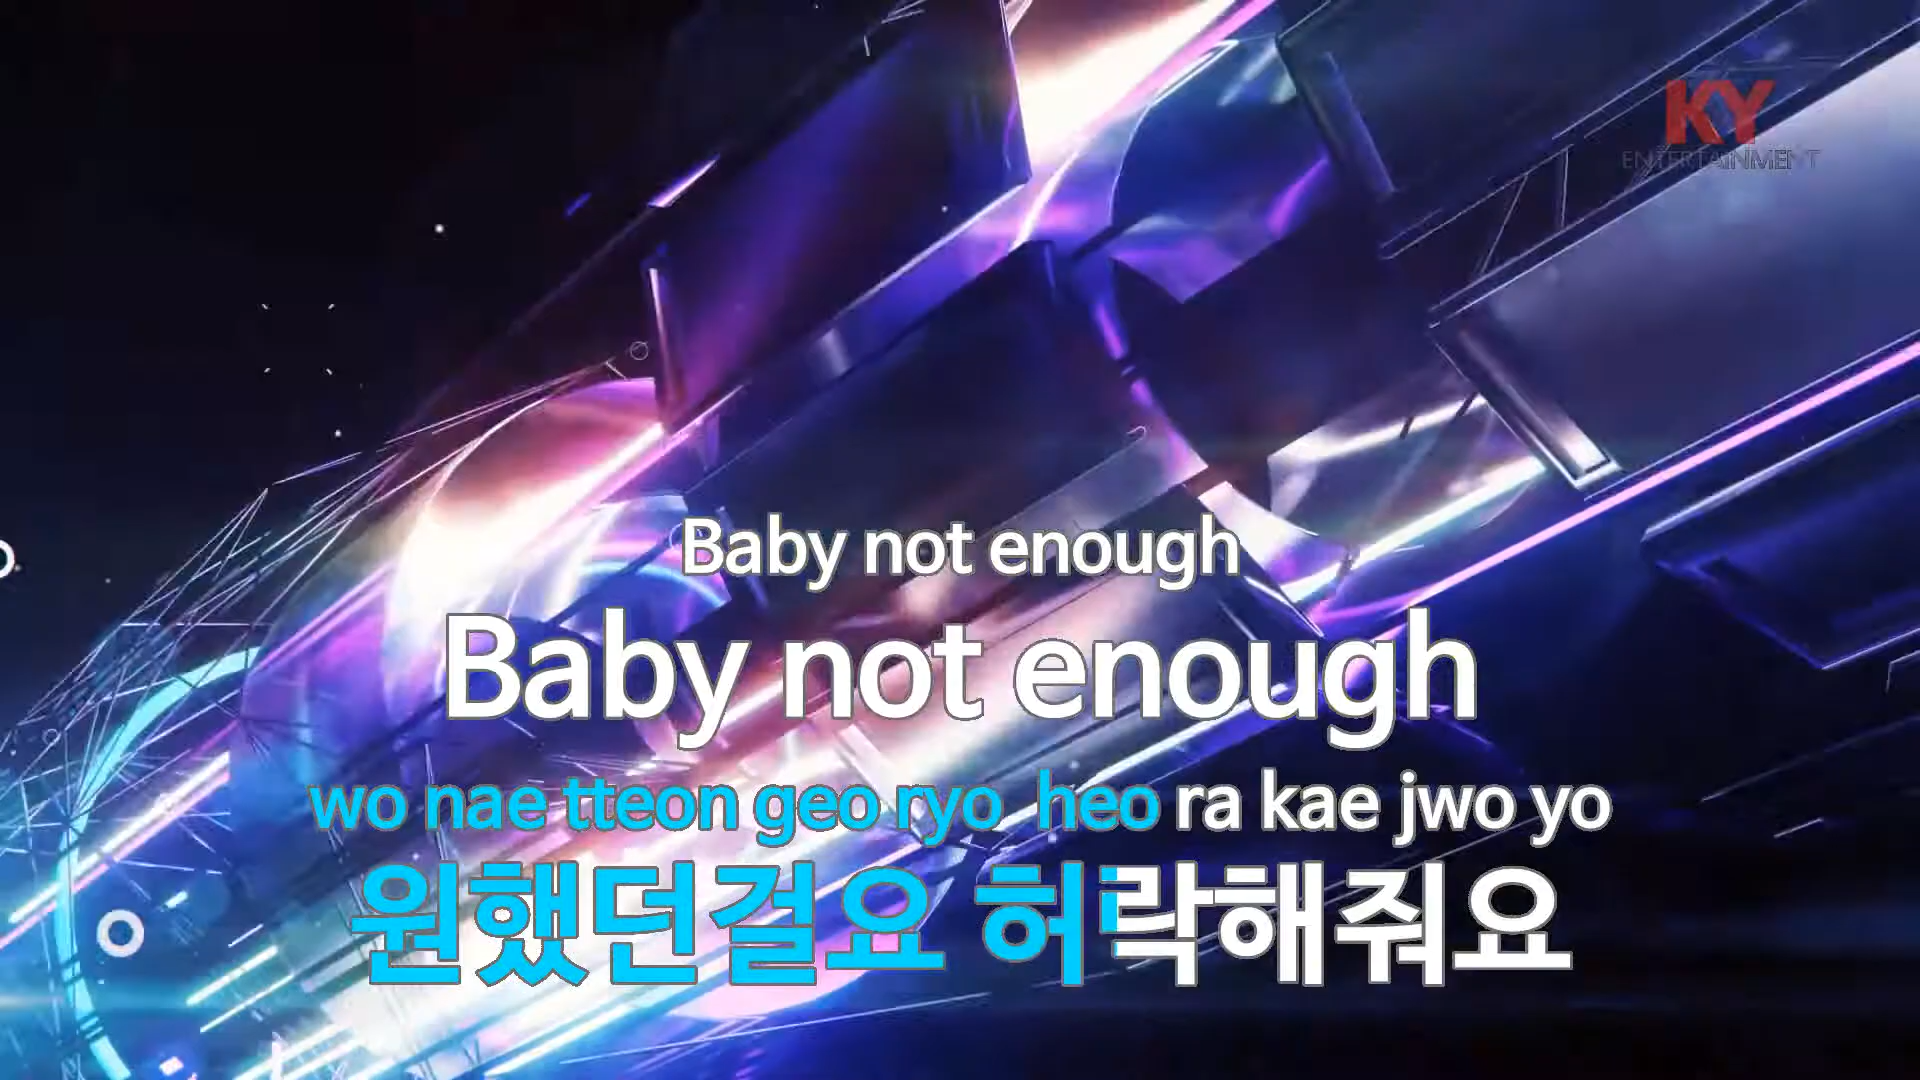 KY
ENTERTAINMENT
Baby not enough
Baby not enough
wo nae tteon geo ryo heo ra kae jwo yo
원했던걸요 허락해줘요